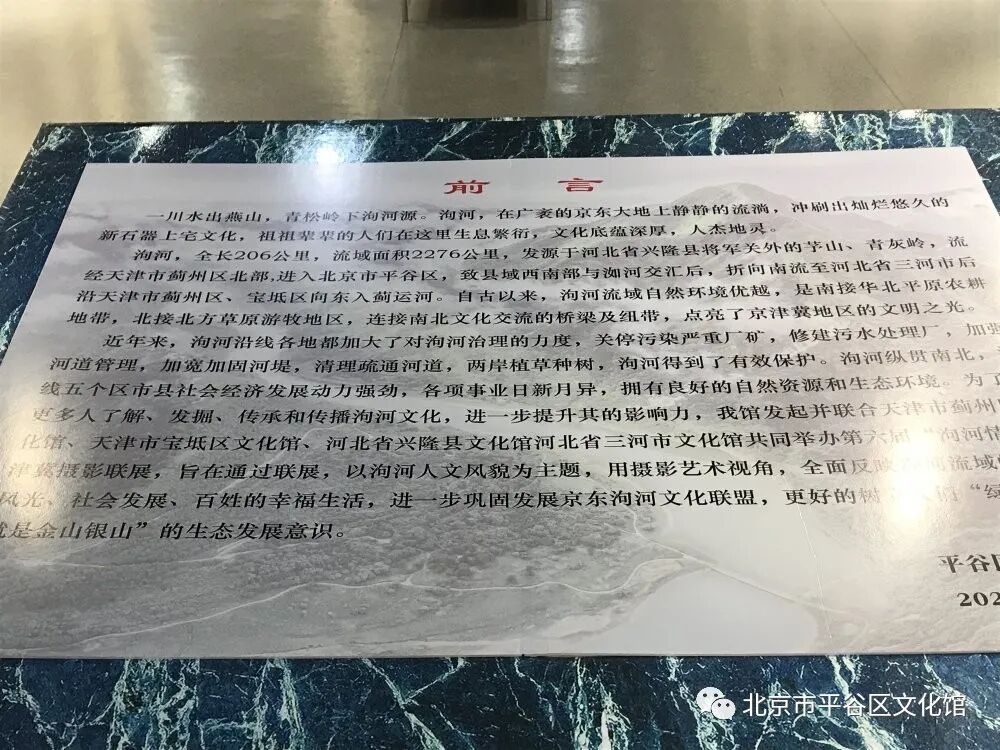 前 言
一川水出燕山，青松岭下泃河源。泃河，在广袤的京东大地上静静的流淌，冲刷出灿烂悠久的
新石器上宅文化，祖祖辈辈的人们在这里生息繁衍，文化底蕴深厚，人杰地灵。
泃河，全长206公里，流域面积2276公里，发源于河北省兴隆县将军关外的茅山、青灰岭，流
经天津市蓟州区北部,进入北京市平谷区，致县域西南部与洳河交汇后，折向南流至河北省三河市后
沿天津市蓟州区、宝坻区向东入蓟运河。自古以来，泃河流域自然环境优越，是南接华北平原农耕
地带，北接北方草原游牧地区，连接南北文化交流的桥梁及纽带，点亮了京津冀地区的文明之光。
近年来，泃河沿线各地都加大了对泃河治理的力度，关停污染严重厂矿，修建污水处理厂，加强
河道管理，加宽加固河堤，清理疏通河道，两岸植草种树，泃河得到了有效保护。泃河纵贯南北，
线五个区市县社会经济发展动力强劲，各项事业日新月异，拥有良好的自然资源和生态环境。为了
更多人了解、发掘、传承和传播泃河文化，进一步提升其的影响力，我馆发起并联合天津市蓟州
化馆、天津市宝坻区文化馆、河北省兴隆县文化馆河北省三河市文化馆共同举办第六届“泃河情
津冀摄影联展，旨在通过联展，以泃河人文风貌为主题，用摄影艺术视角，全面反映泃河流域
风光、社会发展、百姓的幸福生活，进一步巩固发展京东泃河文化联盟，更好的树 “绿
就是金山银山”的生态发展意识。
平谷区
202
北京市平谷区文化馆